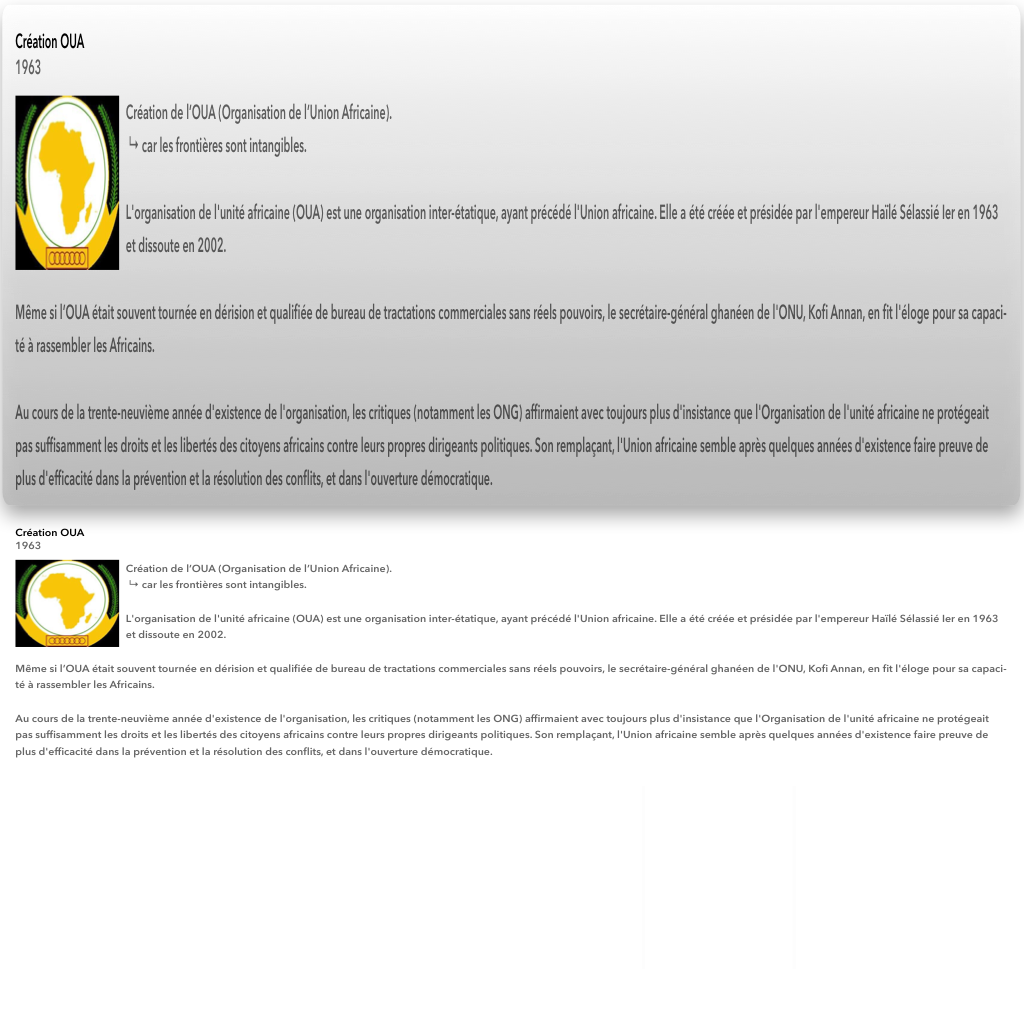 Création OUA
1963
Création de l’OUA (Organisation de l’Union Africaine).
↳ car les frontières sont intangibles.
L'organisation de l'unité africaine (OUA) est une organisation inter-étatique, ayant précédé l'Union africaine. Elle a été créée et présidée par l'empereur Haïlé Sélassié Ier en 1963
et dissoute en 2002.
Même si l’OUA était souvent tournée en dérision et qualifiée de bureau de tractations commerciales sans réels pouvoirs, le secrétaire-général ghanéen de l'ONU, Kofi Annan, en fit l'éloge pour sa capaci-
té à rassembler les Africains.
Au cours de la trente-neuvième année d'existence de l'organisation, les critiques (notamment les ONG) affirmaient avec toujours plus d'insistance que l'Organisation de l'unité africaine ne protégeait
pas suffisamment les droits et les libertés des citoyens africains contre leurs propres dirigeants politiques. Son remplaçant, l'Union africaine semble après quelques années d'existence faire preuve de
plus d'efficacité dans la prévention et la résolution des conflits, et dans l'ouverture démocratique.
Création OUA
1963
Création de l’OUA (Organisation de l’Union Africaine).
↳ car les frontières sont intangibles.
L'organisation de l'unité africaine (OUA) est une organisation inter-étatique, ayant précédé l'Union africaine. Elle a été créée et présidée par l'empereur Haïlé Sélassié Ier en 1963
et dissoute en 2002.
Même si l’OUA était souvent tournée en dérision et qualifiée de bureau de tractations commerciales sans réels pouvoirs, le secrétaire-général ghanéen de l'ONU, Kofi Annan, en fit l'éloge pour sa capaci-
té à rassembler les Africains.
Au cours de la trente-neuvième année d'existence de l'organisation, les critiques (notamment les ONG) affirmaient avec toujours plus d'insistance que l'Organisation de l'unité africaine ne protégeait
pas suffisamment les droits et les libertés des citoyens africains contre leurs propres dirigeants politiques. Son remplaçant, l'Union africaine semble après quelques années d'existence faire preuve de
plus d'efficacité dans la prévention et la résolution des conflits, et dans l'ouverture démocratique.